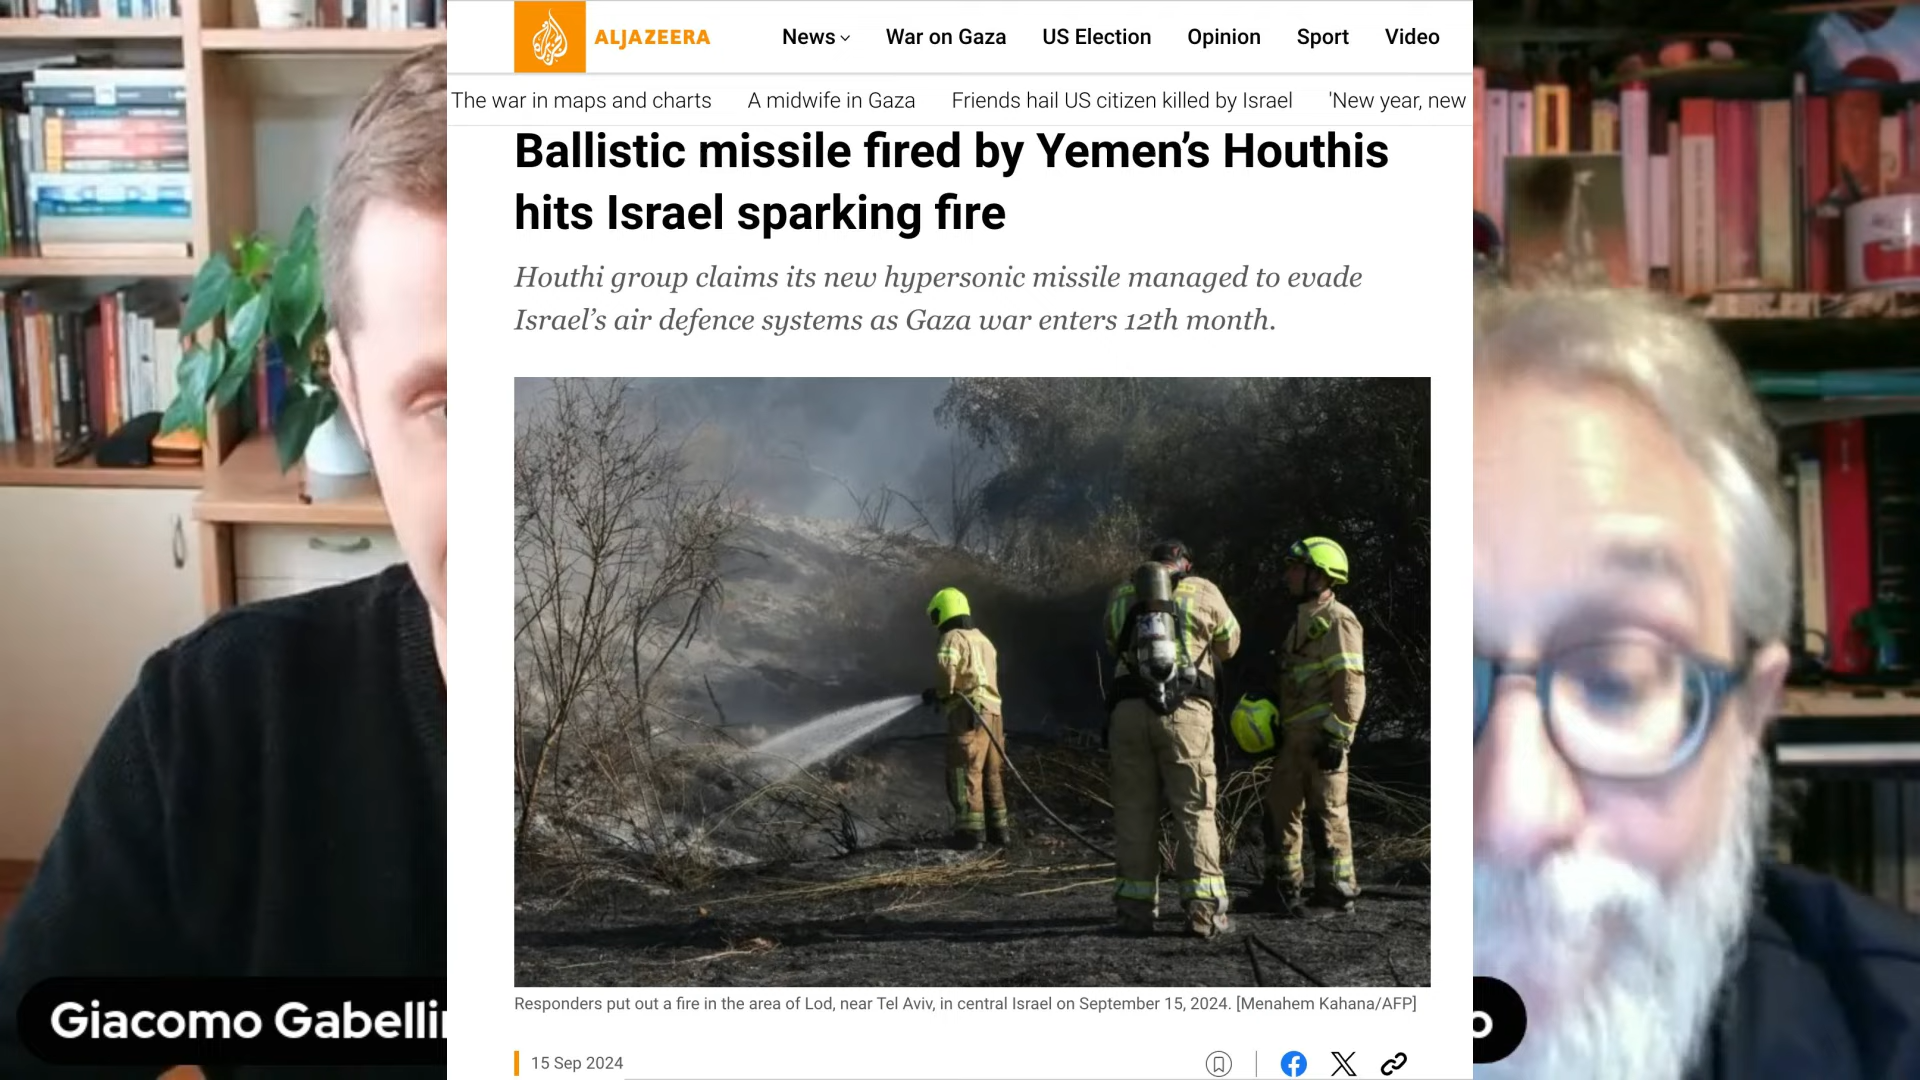 ALJAZEERA
News
War on Gaza
US Election
Opinion
Sport
Video
The war in maps and charts
A midwife in Gaza
Friends hail US citizen killed by Israel
'New year, new
Ballistic missile fired by Yemen's Houthis
hits Israel sparking fire
Houthi group claims its new hypersonic missile managed to evade
Israel's air defence systems as Gaza war enters 12th month.
Responders put out a fire in the area of Lod, near Tel Aviv, in central Israel on September 15, 2024. [Menahem Kahana/AFP]
15 Sep 2024
Giacomo Gabellin
o